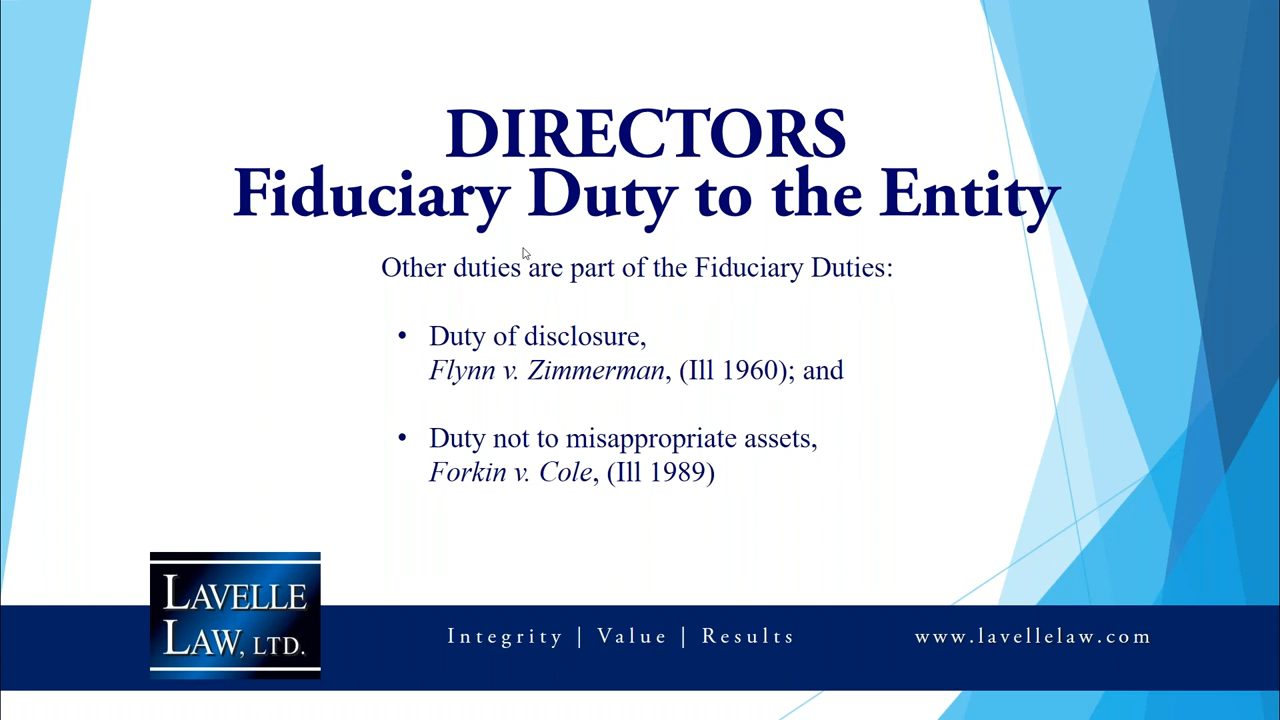 DIRECTORS
Fiduciary Duty to the Entity
Other duties are part of the Fiduciary Duties:
• Duty of disclosure,
Flynn v. Zimmerman, (Ill 1960); and
• Duty not to misappropriate assets,
Forkin v. Cole, (Ill 1989)
LAVELLE
LAW, LTD.
Integrity | Value | Results
www.lavellelaw.com